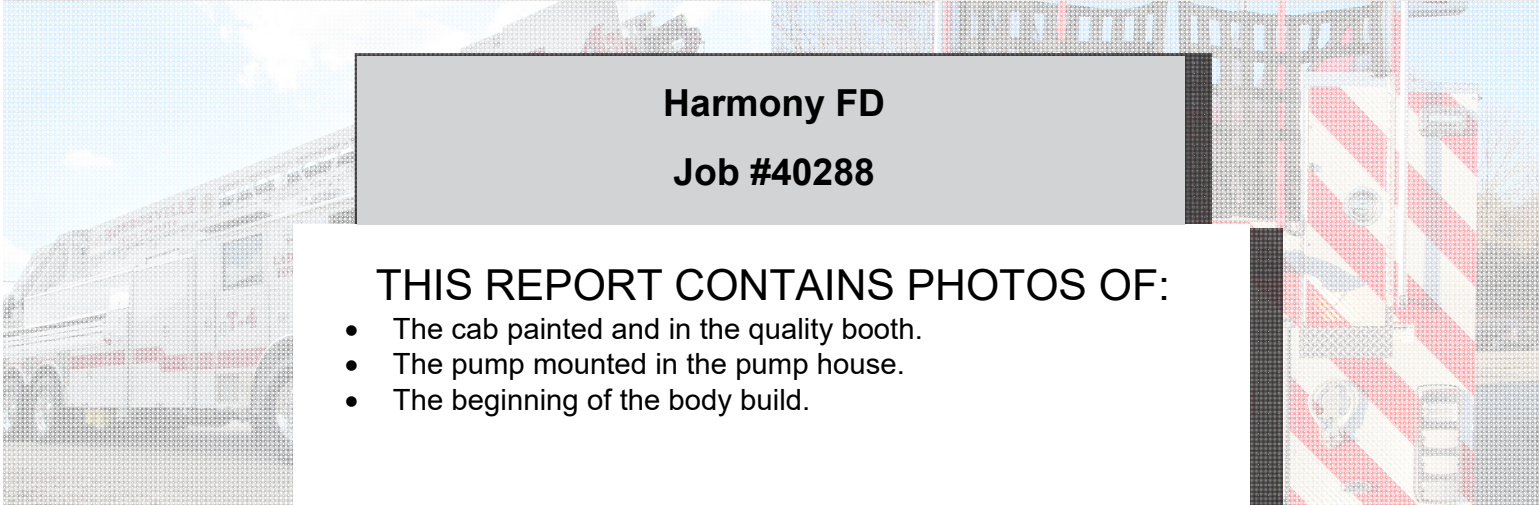 Harmony FD
Job #40288
THIS REPORT CONTAINS PHOTOS OF:
• The cab painted and in the quality booth.
• The pump mounted in the pump house.
• The beginning of the body build.
T-4